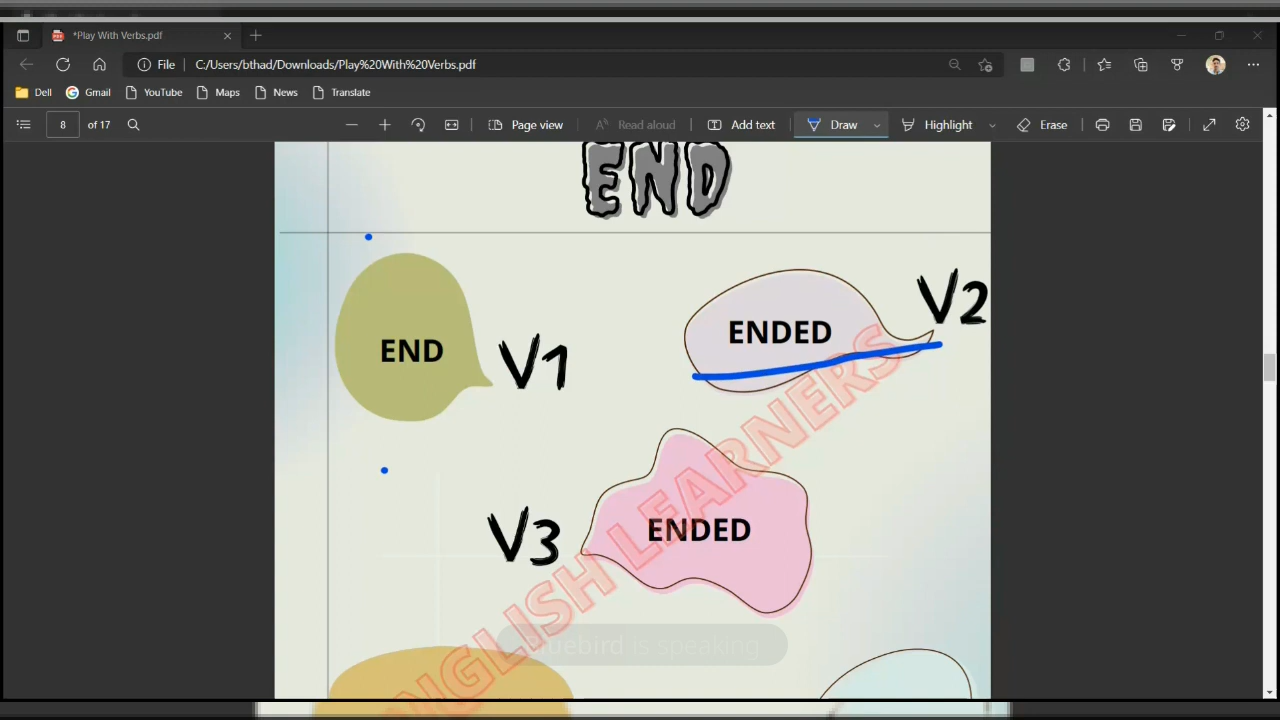 *Play With Verbs.pdf
File
C:/Users/bthad/Downloads/Play%20With%20Verbs.pdf
Dell
Gmail
YouTube
Maps
News
Translate
8 of 17
Page view
Read aloud
Add text
Draw
Highlight
Erase
END
END
V1
ENDED
V2
V3
ENDED
ENGLISH LEARNERS
Bluebird is speaking